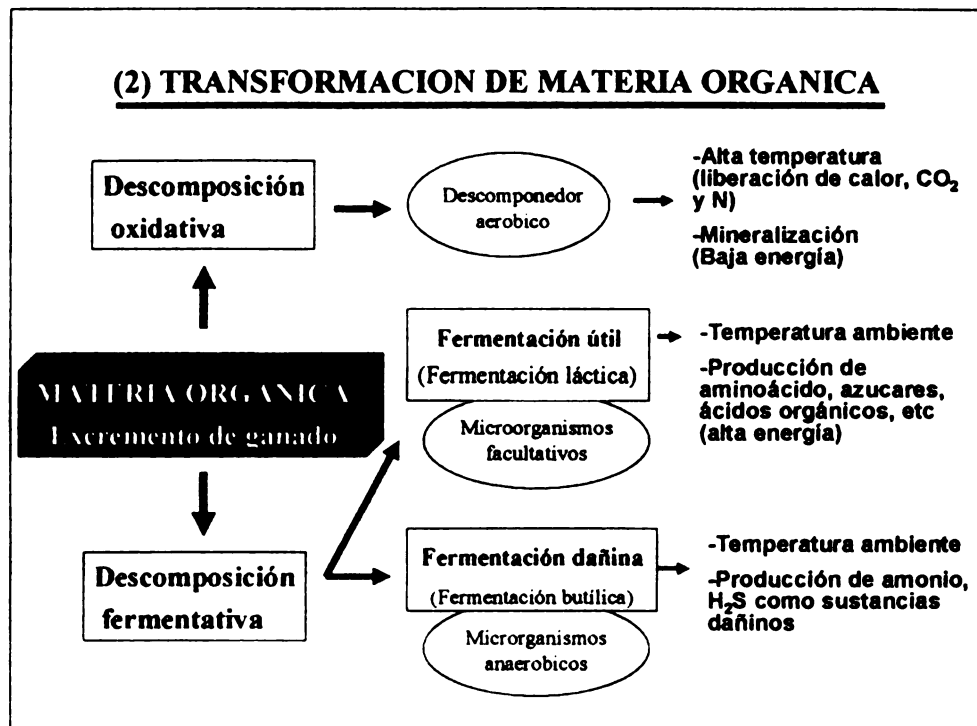 (2) TRANSFORMACION DE MATERIA ORGANICA
Descomposición
oxidativa
Descomponedor
aerobico
-Alta temperatura
(liberación de calor, CO₂
y N)
-Mineralización
(Baja energía)
MATERIA ORGANICA
Excremento de ganado
Fermentación útil
(Fermentación láctica)
Microorganismos
facultativos
-Temperatura ambiente
-Producción de
aminoácido, azucares,
ácidos orgánicos, etc
(alta energía)
Descomposición
fermentativa
Fermentación dañina
(Fermentación butílica)
Microrganismos
anaerobicos
-Temperatura ambiente
-Producción de amonio,
H₂S como sustancias
dañinos